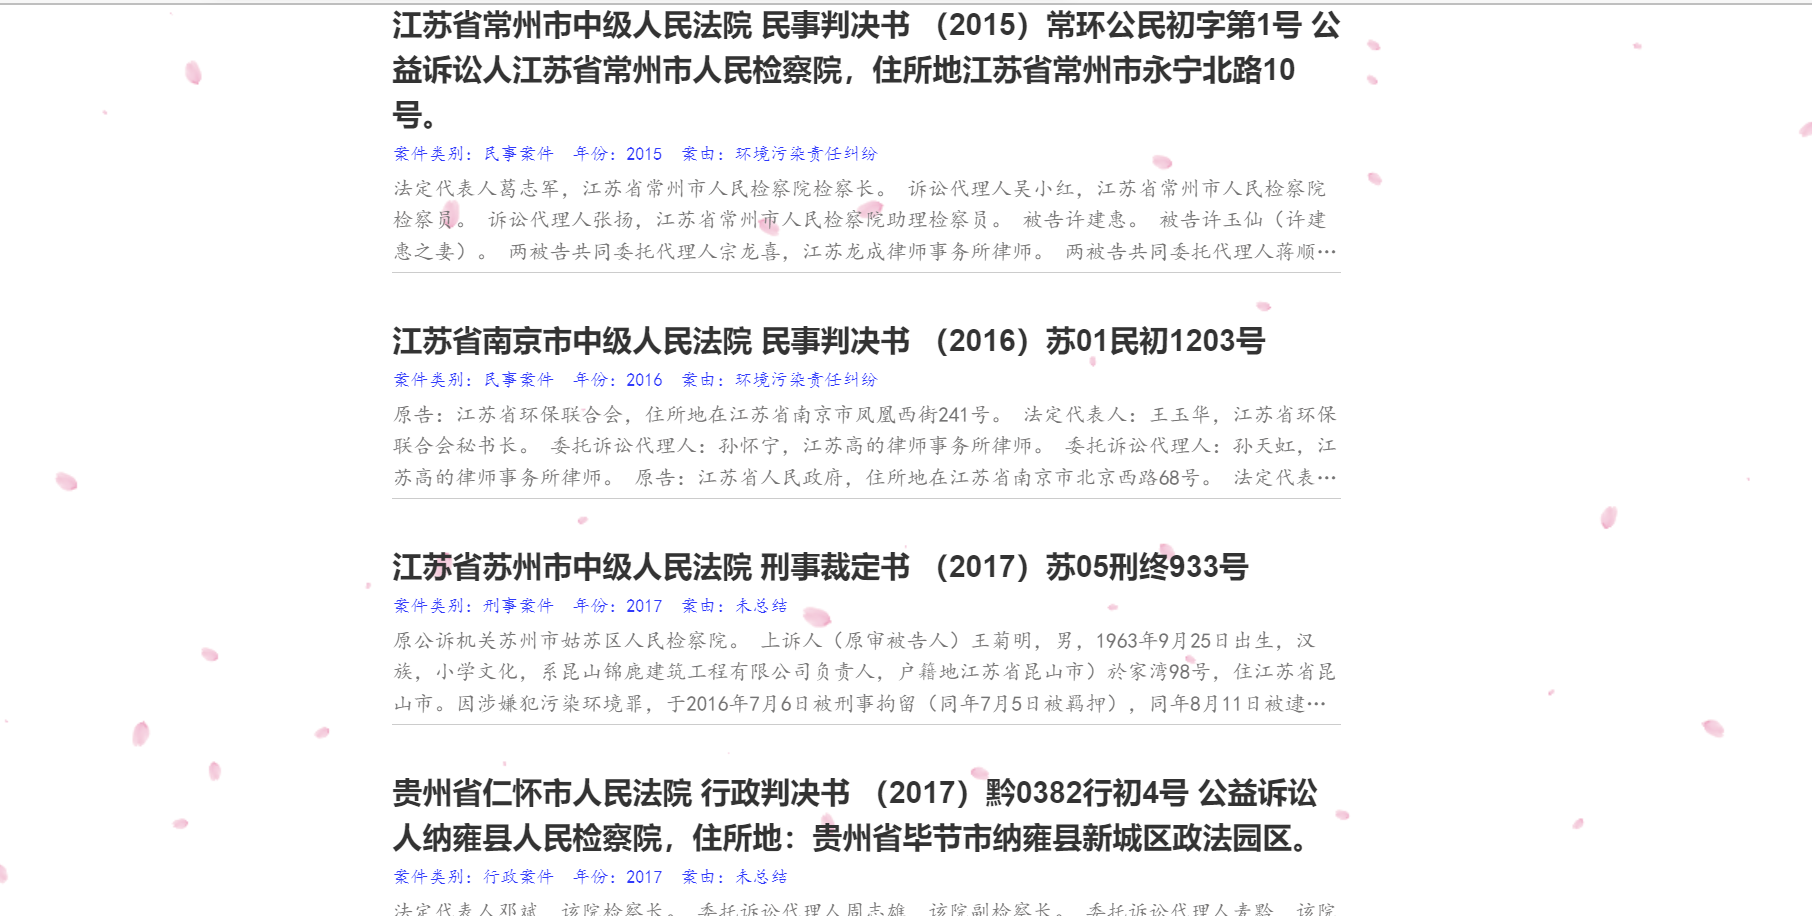 江苏省常州市中级人民法院 民事判决书 （2015）常环公民初字第1号 公
益诉讼人江苏省常州市人民检察院，住所地江苏省常州市永宁北路10
号。
案件类别：民事案件 年份：2015 案由：环境污染责任纠纷
法定代表人葛志军，江苏省常州市人民检察院检察长。 诉讼代理人吴小红，江苏省常州市人民检察院
检察员。 诉讼代理人张扬，江苏省常州市人民检察院助理检察员。 被告许建惠。 被告许玉仙（许建
惠之妻）。 两被告共同委托代理人宗龙喜，江苏龙成律师事务所律师。 两被告共同委托代理人蒋顺…
江苏省南京市中级人民法院 民事判决书 （2016）苏01民初1203号
案件类别：民事案件 年份：2016 案由：环境污染责任纠纷
原告：江苏省环保联合会，住所地在江苏省南京市凤凰西街241号。 法定代表人：王玉华，江苏省环保
联合会秘书长。 委托诉讼代理人：孙怀宁，江苏高的律师事务所律师。 委托诉讼代理人：孙天虹，江
苏高的律师事务所律师。 原告：江苏省人民政府，住所地在江苏省南京市北京西路68号。 法定代表…
江苏省苏州市中级人民法院 刑事裁定书 （2017）苏05刑终933号
案件类别：刑事案件 年份：2017 案由：未总结
原公诉机关苏州市姑苏区人民检察院。 上诉人（原审被告人）王菊明，男，1963年9月25日出生，汉
族，小学文化，系昆山锦鹿建筑工程有限公司负责人，户籍地江苏省昆山市）於家湾98号，住江苏省昆
山市。因涉嫌犯污染环境罪，于2016年7月6日被刑事拘留（同年7月5日被羁押），同年8月11日被逮…
贵州省仁怀市人民法院 行政判决书 （2017）黔0382行初4号 公益诉讼
人纳雍县人民检察院，住所地：贵州省毕节市纳雍县新城区政法园区。
案件类别：行政案件 年份：2017 案由：未总结
法定代表人邓斌，该院检察长。 委托诉讼代理人周志雄，该院副检察长。 委托诉讼代理人麦黔，该院